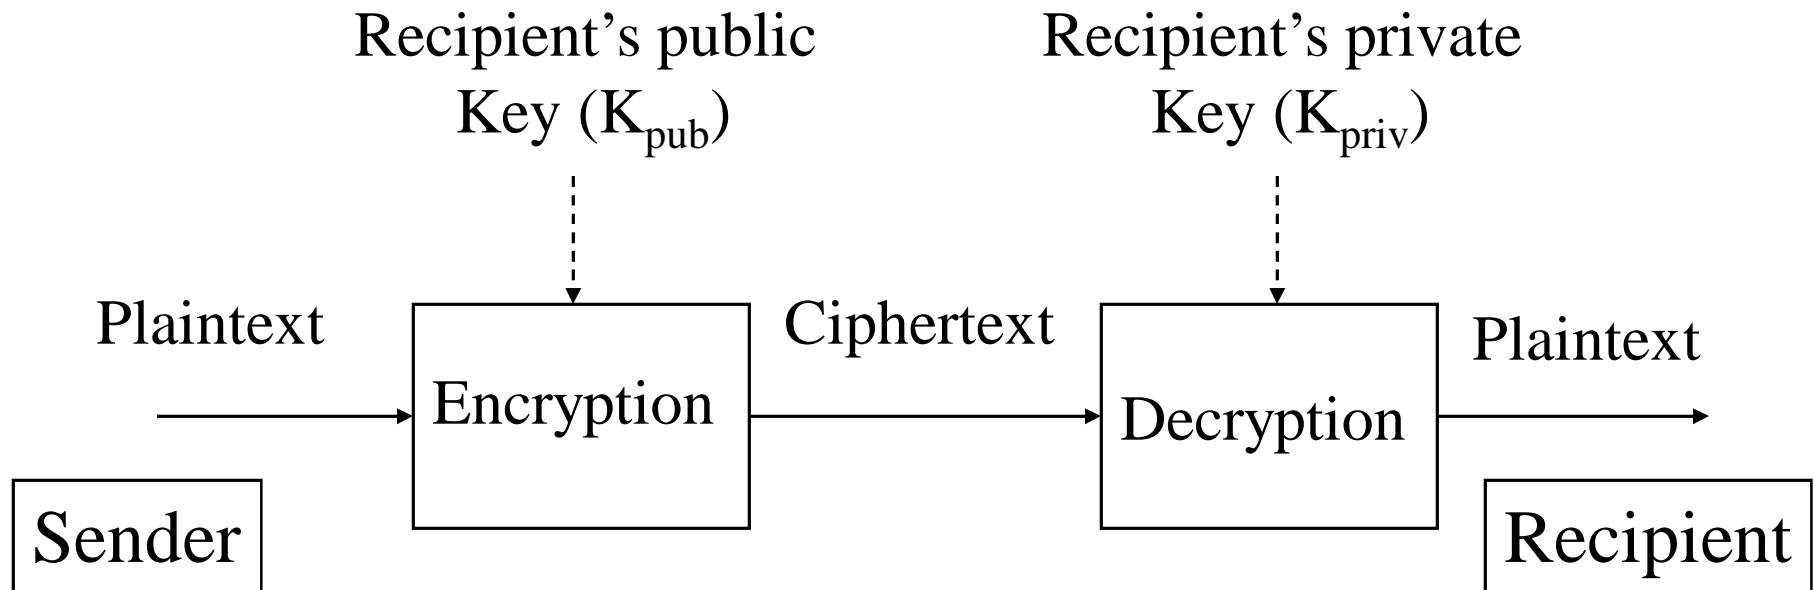 Recipient’s public
Key (Kpub)
Recipient’s private
Key (Kpriv)
Plaintext
Encryption
Ciphertext
Decryption
Plaintext
Sender
Recipient